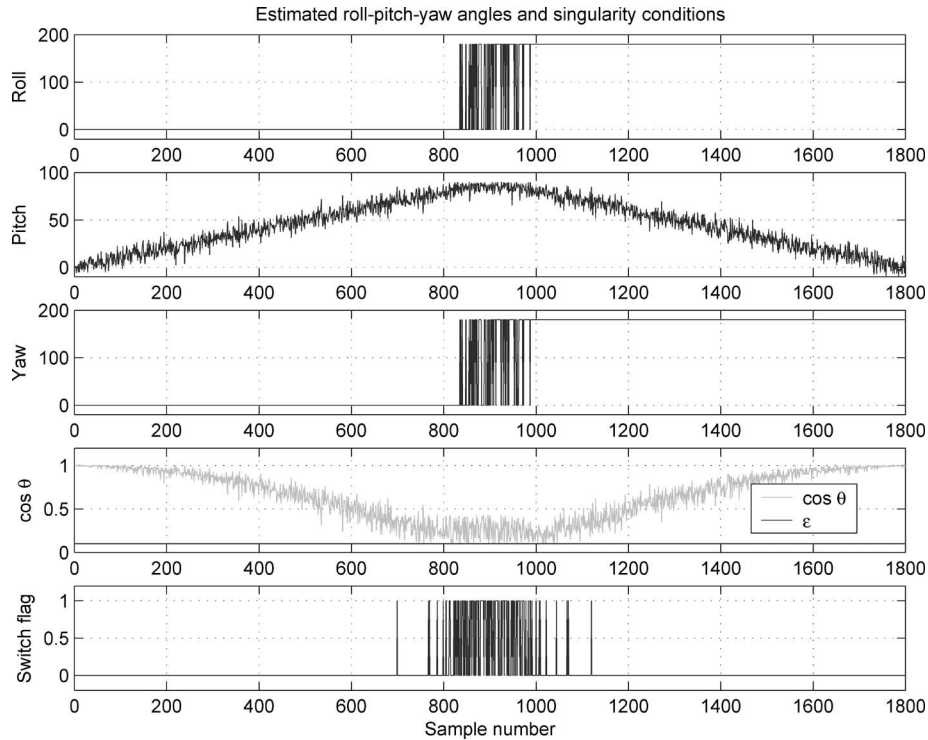 Estimated roll-pitch-yaw angles and singularity conditions
Roll
200
100
0
0 200 400 600 800 1000 1200 1400 1600 1800
Pitch
100
50
0
0 200 400 600 800 1000 1200 1400 1600 1800
Yaw
200
100
0
0 200 400 600 800 1000 1200 1400 1600 1800
cos θ
1
0.5
0
cos θ
ε
0 200 400 600 800 1000 1200 1400 1600 1800
Switch flag
1
0.5
0
0 200 400 600 800 1000 1200 1400 1600 1800
Sample number